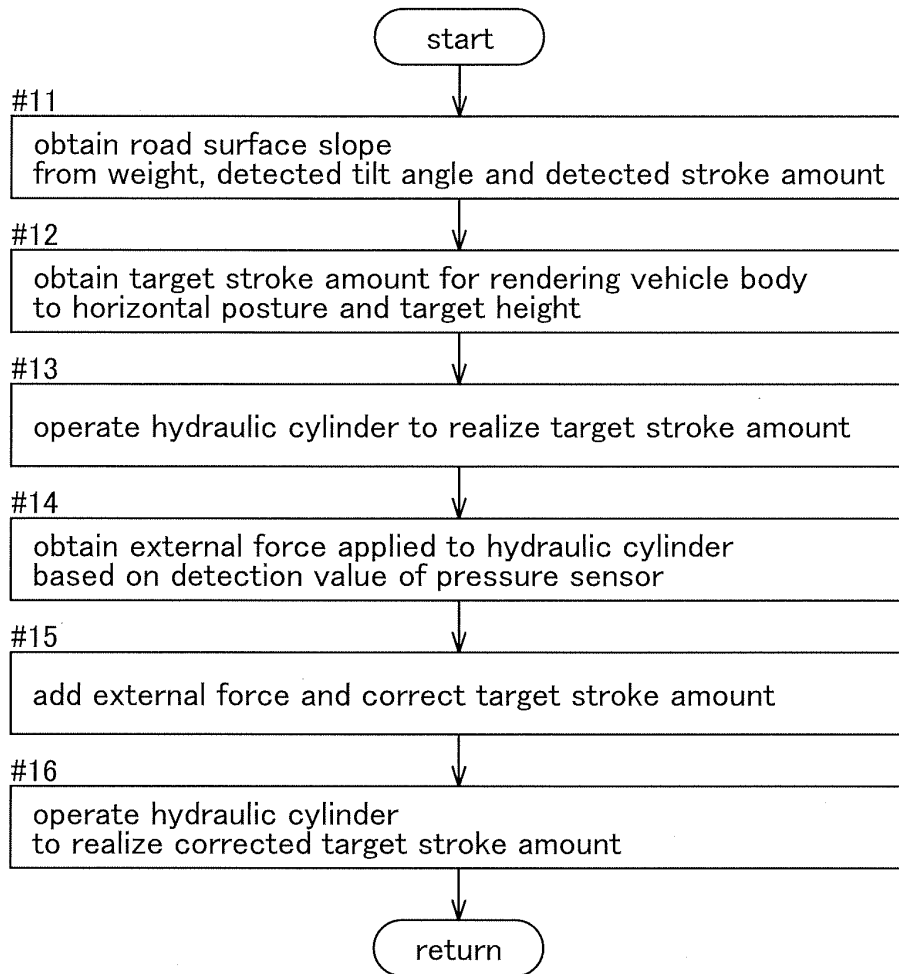 start
#11
obtain road surface slope
from weight, detected tilt angle and detected stroke amount
#12
obtain target stroke amount for rendering vehicle body
to horizontal posture and target height
#13
operate hydraulic cylinder to realize target stroke amount
#14
obtain external force applied to hydraulic cylinder
based on detection value of pressure sensor
#15
add external force and correct target stroke amount
#16
operate hydraulic cylinder
to realize corrected target stroke amount
return